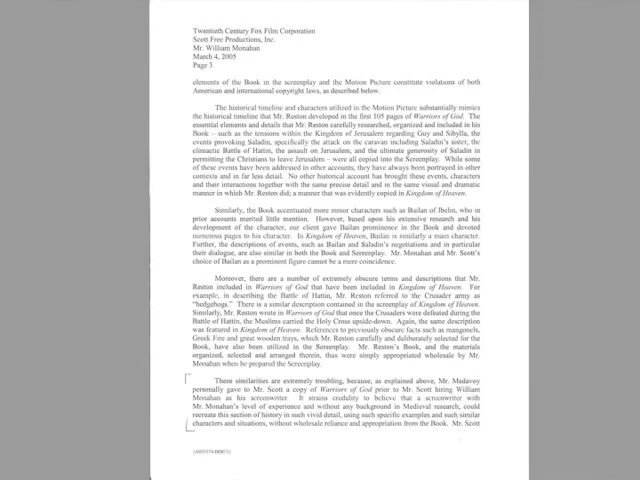 Twentieth Century Fox Film Corporation
Scott Free Productions, Inc.
Mr. William Monahan
March 4, 2005
Page 3
elements of the Book in the screenplay and the Motion Picture constitute violations of both
American and international copyright laws, as described below.
The historical timeline and characters utilized in the Motion Picture substantially mimics
the historical timeline that Mr. Reston developed in the first 105 pages of Warriors of God. The
essential elements and details that Mr. Reston carefully researched, organized and included in his
Book – such as the tensions within the Kingdom of Jerusalem regarding Guy and Sibylla, the
events provoking Saladin, specifically the attack on the caravan including Saladin's sister, the
climactic Battle of Hattin, the assault on Jerusalem, and the ultimate generosity of Saladin in
permitting the Christians to leave Jerusalem – were all copied into the Screenplay. While some
of these events have been addressed in other accounts, they have always been portrayed in other
contexts and in far less detail. No other historical account has brought these events, characters
and their interactions together with the same precise detail and in the same visual and dramatic
manner in which Mr. Reston did; a manner that was evidently copied in Kingdom of Heaven.
Similarly, the Book accentuated more minor characters such as Bailan of Ibelin, who in
prior accounts merited little mention. However, based upon his extensive research and his
development of the character, our client gave Bailan prominence in the Book and devoted
numerous pages to his character. In Kingdom of Heaven, Bailan is similarly a main character.
Further, the descriptions of events, such as Bailan and Saladin's negotiations and in particular
their dialogue, are also similar in both the Book and Screenplay. Mr. Monahan and Mr. Scott's
choice of Bailan as a prominent figure cannot be a mere coincidence.
Moreover, there are a number of extremely obscure terms and descriptions that Mr.
Reston included in Warriors of God that have been included in Kingdom of Heaven. For
example, in describing the Battle of Hattin, Mr. Reston referred to the Crusader army as
"hedgehogs." There is a similar description contained in the screenplay of Kingdom of Heaven.
Similarly, Mr. Reston wrote in Warriors of God that once the Crusaders were defeated during the
Battle of Hattin, the Muslims carried the Holy Cross upside-down. Again, the same description
was featured in Kingdom of Heaven. References to previously obscure facts such as mangonels,
Greek Fire and great wooden trays, which Mr. Reston carefully and deliberately selected for the
Book, have also been utilized in the Screenplay. Mr. Reston's Book, and the materials
organized, selected and arranged therein, thus were simply appropriated wholesale by Mr.
Monahan when he prepared the Screenplay.
These similarities are extremely troubling, because, as explained above, Mr. Medavoy
personally gave to Mr. Scott a copy of Warriors of God prior to Mr. Scott hiring William
Monahan as his screenwriter. It strains credulity to believe that a screenwriter with
Mr. Monahan's level of experience and without any background in Medieval research, could
recreate this section of history in such vivid detail, using such specific examples and such similar
characters and situations, without wholesale reliance and appropriation from the Book. Mr. Scott